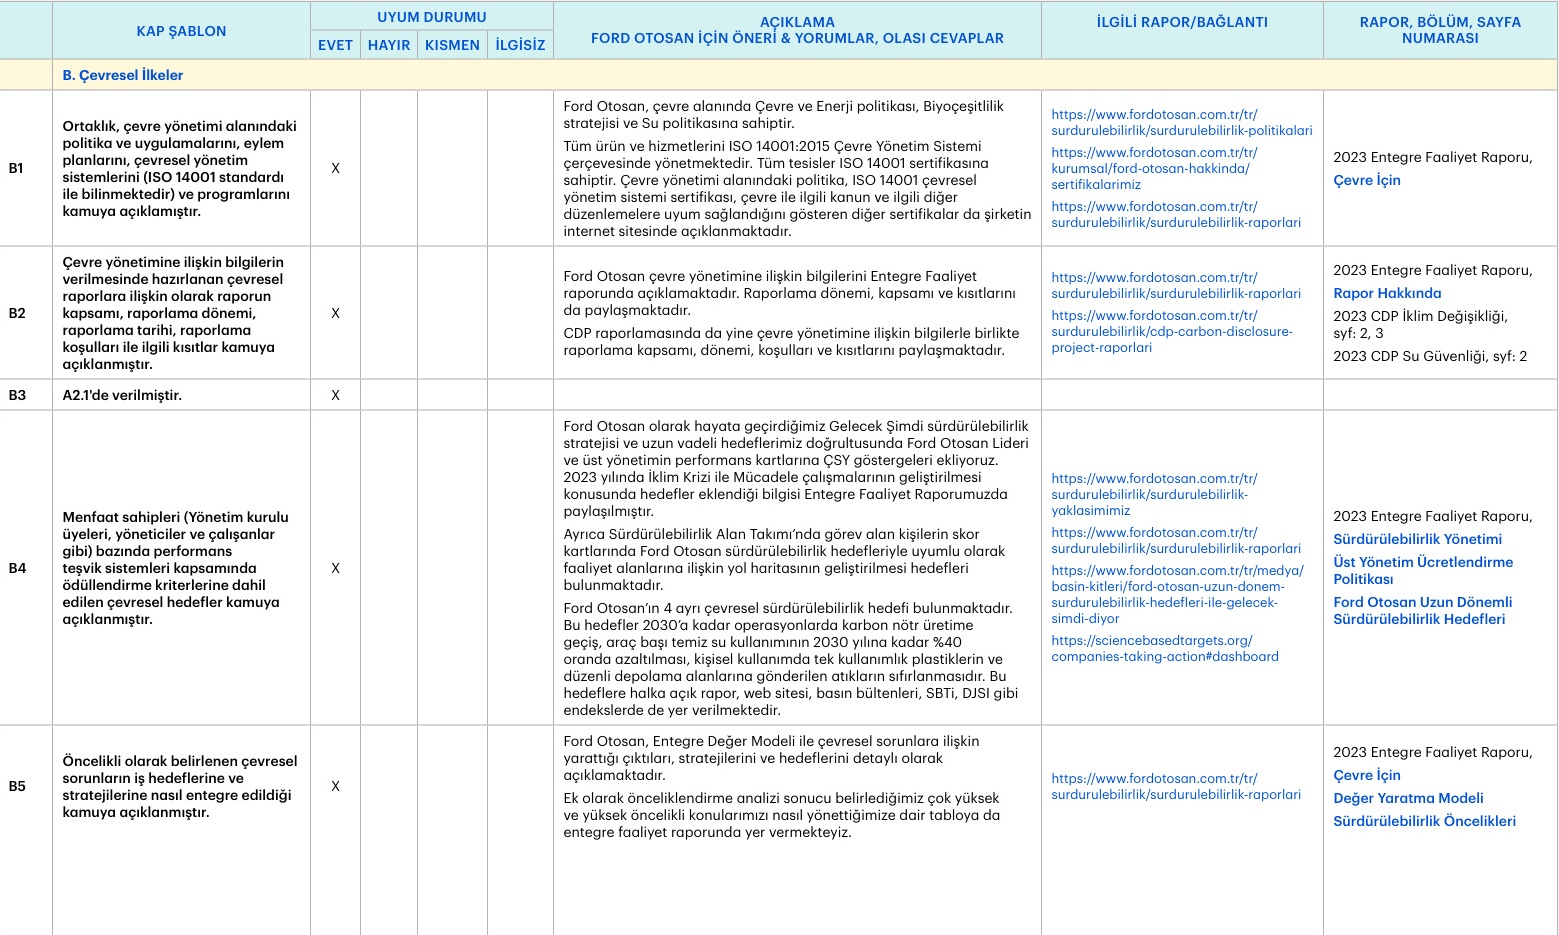 KAP ŞABLON
UYUM DURUMU
EVET
HAYIR
KISMEN
İLGİSİZ
AÇIKLAMA
FORD OTOSAN İÇİN ÖNERİ & YORUMLAR, OLASI CEVAPLAR
İLGİLİ RAPOR/BAĞLANTI
RAPOR, BÖLÜM, SAYFA
NUMARASI
B. Çevresel İlkeler
B1
Ortaklık, çevre yönetimi alanındaki
politika ve uygulamalarını, eylem
planlarını, çevresel yönetim
sistemlerini (ISO 14001 standardı
ile bilinmektedir) ve programlarını
kamuya açıklamıştır.
X
Ford Otosan, çevre alanında Çevre ve Enerji politikası, Biyoçeşitlilik
stratejisi ve Su politikasına sahiptir.
Tüm ürün ve hizmetlerini ISO 14001:2015 Çevre Yönetim Sistemi
çerçevesinde yönetmektedir. Tüm tesisler ISO 14001 sertifikasına
sahiptir. Çevre yönetimi alanındaki politika, ISO 14001 çevresel
yönetim sistemi sertifikası, çevre ile ilgili kanun ve ilgili diğer
düzenlemelere uyum sağlandığını gösteren diğer sertifikalar da şirketin
internet sitesinde açıklanmaktadır.
https://www.fordotosan.com.tr/tr/
surdurulebilirlik/surdurulebilirlik-politikalari
https://www.fordotosan.com.tr/tr/
kurumsal/ford-otosan-hakkinda/
sertifikalarimiz
https://www.fordotosan.com.tr/tr/
surdurulebilirlik/surdurulebilirlik-raporlari
2023 Entegre Faaliyet Raporu,
Çevre İçin
B2
Çevre yönetimine ilişkin bilgilerin
verilmesinde hazırlanan çevresel
raporlara ilişkin olarak raporun
kapsamı, raporlama dönemi,
raporlama tarihi, raporlama
koşulları ile ilgili kısıtlar kamuya
açıklanmıştır.
X
Ford Otosan çevre yönetimine ilişkin bilgilerini Entegre Faaliyet
raporunda açıklamaktadır. Raporlama dönemi, kapsamı ve kısıtlarını
da paylaşmaktadır.
CDP raporlamasında da yine çevre yönetimine ilişkin bilgilerle birlikte
raporlama kapsamı, dönemi, koşulları ve kısıtlarını paylaşmaktadır.
https://www.fordotosan.com.tr/tr/
surdurulebilirlik/surdurulebilirlik-raporlari
https://www.fordotosan.com.tr/tr/
surdurulebilirlik/cdp-carbon-disclosure-
project-raporlari
2023 Entegre Faaliyet Raporu,
Rapor Hakkında
2023 CDP İklim Değişikliği,
syf: 2, 3
2023 CDP Su Güvenliği, syf: 2
B3
A2.1'de verilmiştir.
X
B4
Menfaat sahipleri (Yönetim kurulu
üyeleri, yöneticiler ve çalışanlar
gibi) bazında performans
teşvik sistemleri kapsamında
ödüllendirme kriterlerine dahil
edilen çevresel hedefler kamuya
açıklanmıştır.
X
Ford Otosan olarak hayata geçirdiğimiz Gelecek Şimdi sürdürülebilirlik
stratejisi ve uzun vadeli hedeflerimiz doğrultusunda Ford Otosan Lideri
ve üst yönetimin performans kartlarına ÇSY göstergeleri ekliyoruz.
2023 yılında İklim Krizi ile Mücadele çalışmalarının geliştirilmesi
konusunda hedefler eklendiği bilgisi Entegre Faaliyet Raporumuzda
paylaşılmıştır.
Ayrıca Sürdürülebilirlik Alan Takımı'nda görev alan kişilerin skor
kartlarında Ford Otosan sürdürülebilirlik hedefleriyle uyumlu olarak
faaliyet alanlarına ilişkin yol haritasının geliştirilmesi hedefleri
bulunmaktadır.
Ford Otosan'ın 4 ayrı çevresel sürdürülebilirlik hedefi bulunmaktadır.
Bu hedefler 2030'a kadar operasyonlarda karbon nötr üretime
geçiş, araç başı temiz su kullanımının 2030 yılına kadar %40
oranda azaltılması, kişisel kullanımda tek kullanımlık plastiklerin ve
düzenli depolama alanlarına gönderilen atıkların sıfırlanmasıdır. Bu
hedeflere halka açık rapor, web sitesi, basın bültenleri, SBTi, DJSI gibi
endekslerde de yer verilmektedir.
https://www.fordotosan.com.tr/tr/
surdurulebilirlik/surdurulebilirlik-
yaklasimimiz
https://www.fordotosan.com.tr/tr/
surdurulebilirlik/surdurulebilirlik-raporlari
https://www.fordotosan.com.tr/tr/medya/
basin-kitleri/ford-otosan-uzun-donem-
surdurulebilirlik-hedefleri-ile-gelecek-
simdi-diyor
https://sciencebasedtargets.org/
companies-taking-action#dashboard
2023 Entegre Faaliyet Raporu,
Sürdürülebilirlik Yönetimi
Üst Yönetim Ücretlendirme
Politikası
Ford Otosan Uzun Dönemli
Sürdürülebilirlik Hedefleri
B5
Öncelikli olarak belirlenen çevresel
sorunların iş hedeflerine ve
stratejilerine nasıl entegre edildiği
kamuya açıklanmıştır.
X
Ford Otosan, Entegre Değer Modeli ile çevresel sorunlara ilişkin
yarattığı çıktıları, stratejilerini ve hedeflerini detaylı olarak
açıklamaktadır.
Ek olarak önceliklendirme analizi sonucu belirlediğimiz çok yüksek
ve yüksek öncelikli konularımızı nasıl yönettiğimize dair tabloya da
entegre faaliyet raporunda yer vermekteyiz.
https://www.fordotosan.com.tr/tr/
surdurulebilirlik/surdurulebilirlik-raporlari
2023 Entegre Faaliyet Raporu,
Çevre İçin
Değer Yaratma Modeli
Sürdürülebilirlik Öncelikleri